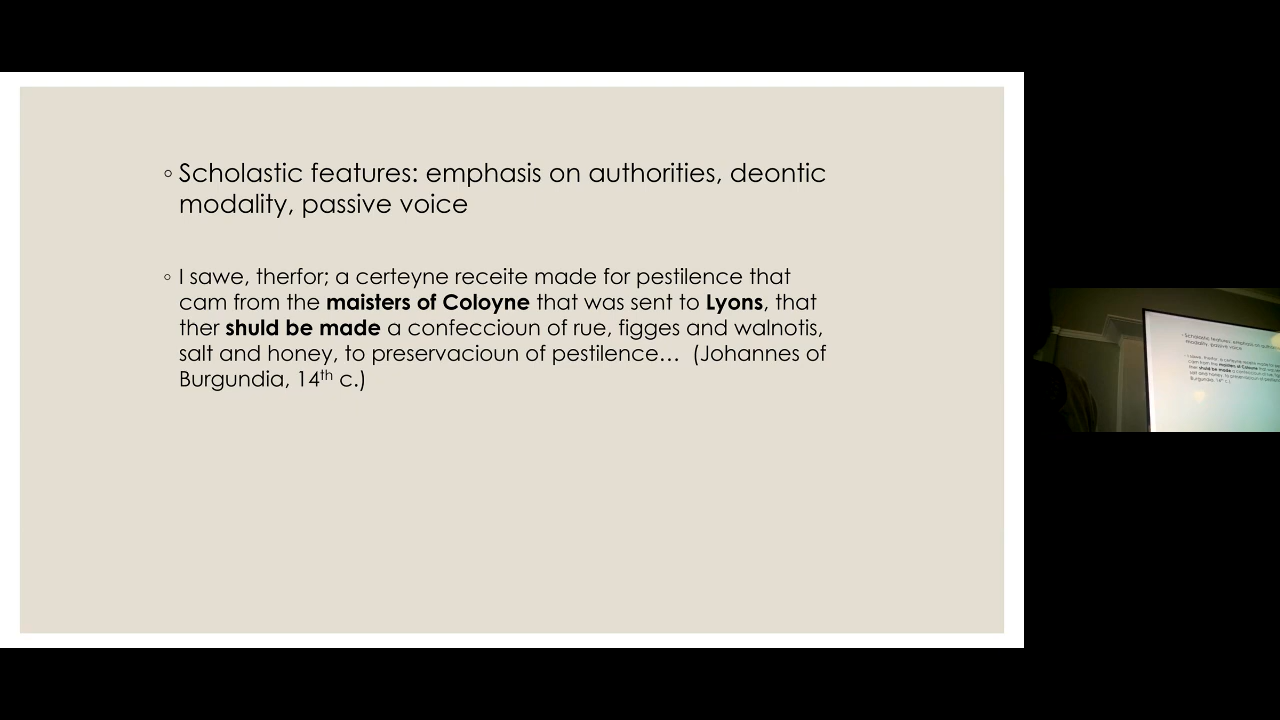 ◦ Scholastic features: emphasis on authorities, deontic
modality, passive voice
◦ I sawe, therfor; a certeyne receite made for pestilence that
cam from the maisters of Coloyne that was sent to Lyons, that
ther shuld be made a confeccioun of rue, figges and walnotis,
salt and honey, to preservacioun of pestilence… (Johannes of
Burgundia, 14th c.)